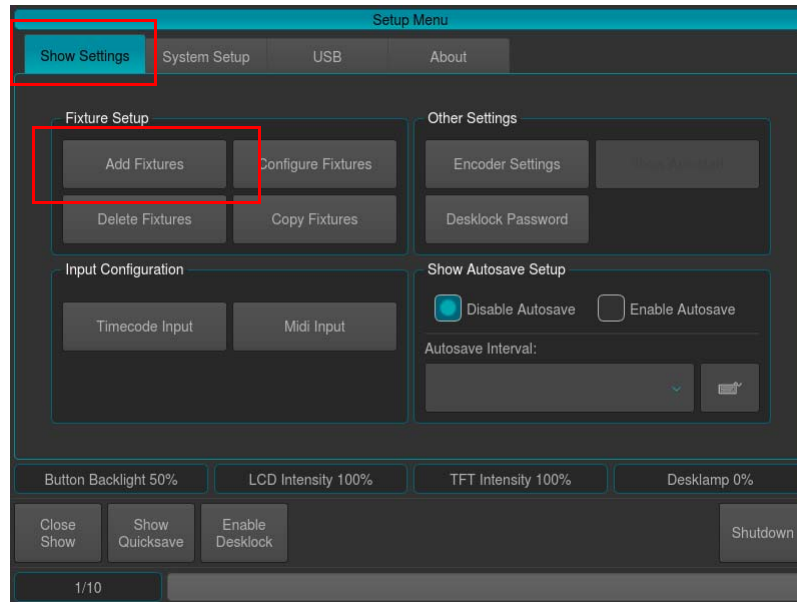 Setup Menu
Show Settings
System Setup
USB
About
Fixture Setup
Add Fixtures
Configure Fixtures
Delete Fixtures
Copy Fixtures
Other Settings
Encoder Settings
Desklock Password
Input Configuration
Timecode Input
Midi Input
Show Autosave Setup
Disable Autosave
Enable Autosave
Autosave Interval:
Button Backlight 50%
LCD Intensity 100%
TFT Intensity 100%
Desklamp 0%
Close
Show
Show
Quicksave
Enable
Desklock
Shutdown
1/10